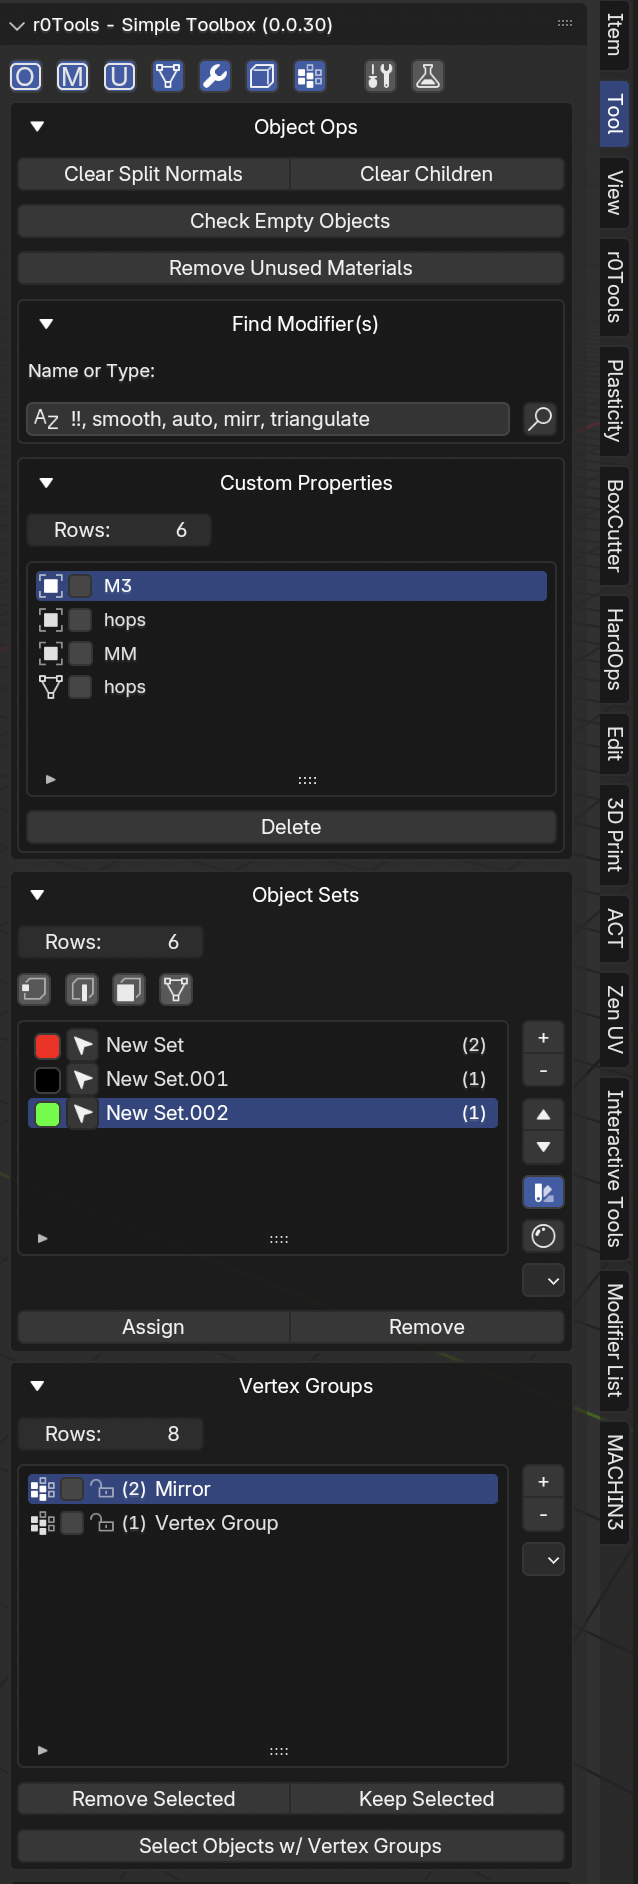 r0Tools - Simple Toolbox (0.0.30)
O M U
Object Ops
Clear Split Normals Clear Children
Check Empty Objects
Remove Unused Materials
Find Modifier(s)
Name or Type:
AZ !!, smooth, auto, mirr, triangulate
Custom Properties
Rows: 6
M3
hops
MM
hops
Delete
Object Sets
Rows: 6
New Set (2)
New Set.001 (1)
New Set.002 (1)
+
-
Assign Remove
Vertex Groups
Rows: 8
(2) Mirror
(1) Vertex Group
+
-
Remove Selected Keep Selected
Select Objects w/ Vertex Groups
Item
Tool
View
r0Tools
Plasticity
BoxCutter
HardOps
Edit
3D Print
ACT
Zen UV
Interactive Tools
Modifier List
MACHIN3